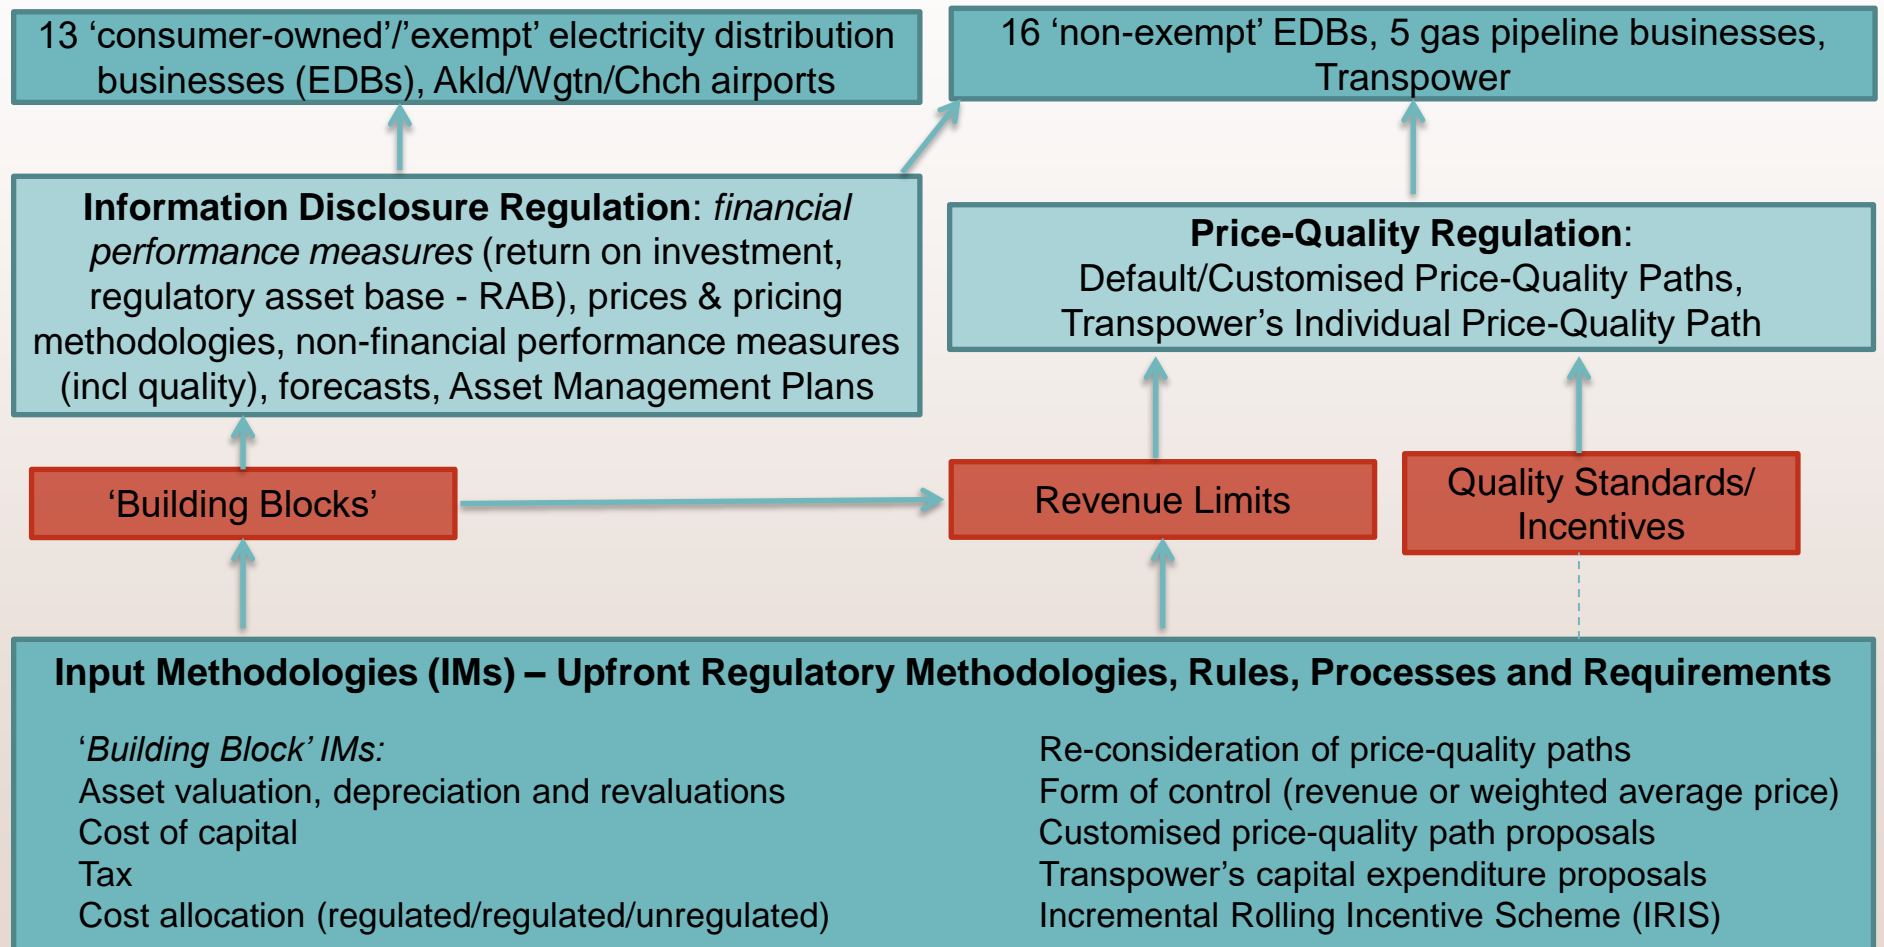 13 ‘consumer-owned’/’exempt’ electricity distribution
businesses (EDBs), Akld/Wgtn/Chch airports
16 ‘non-exempt’ EDBs, 5 gas pipeline businesses,
Transpower
Information Disclosure Regulation: financial
performance measures (return on investment,
regulatory asset base - RAB), prices & pricing
methodologies, non-financial performance measures
(incl quality), forecasts, Asset Management Plans
Price-Quality Regulation:
Default/Customised Price-Quality Paths,
Transpower’s Individual Price-Quality Path
‘Building Blocks’
Revenue Limits
Quality Standards/
Incentives
Input Methodologies (IMs) – Upfront Regulatory Methodologies, Rules, Processes and Requirements
‘Building Block’ IMs:
Asset valuation, depreciation and revaluations
Cost of capital
Tax
Cost allocation (regulated/regulated/unregulated)
Re-consideration of price-quality paths
Form of control (revenue or weighted average price)
Customised price-quality path proposals
Transpower’s capital expenditure proposals
Incremental Rolling Incentive Scheme (IRIS)